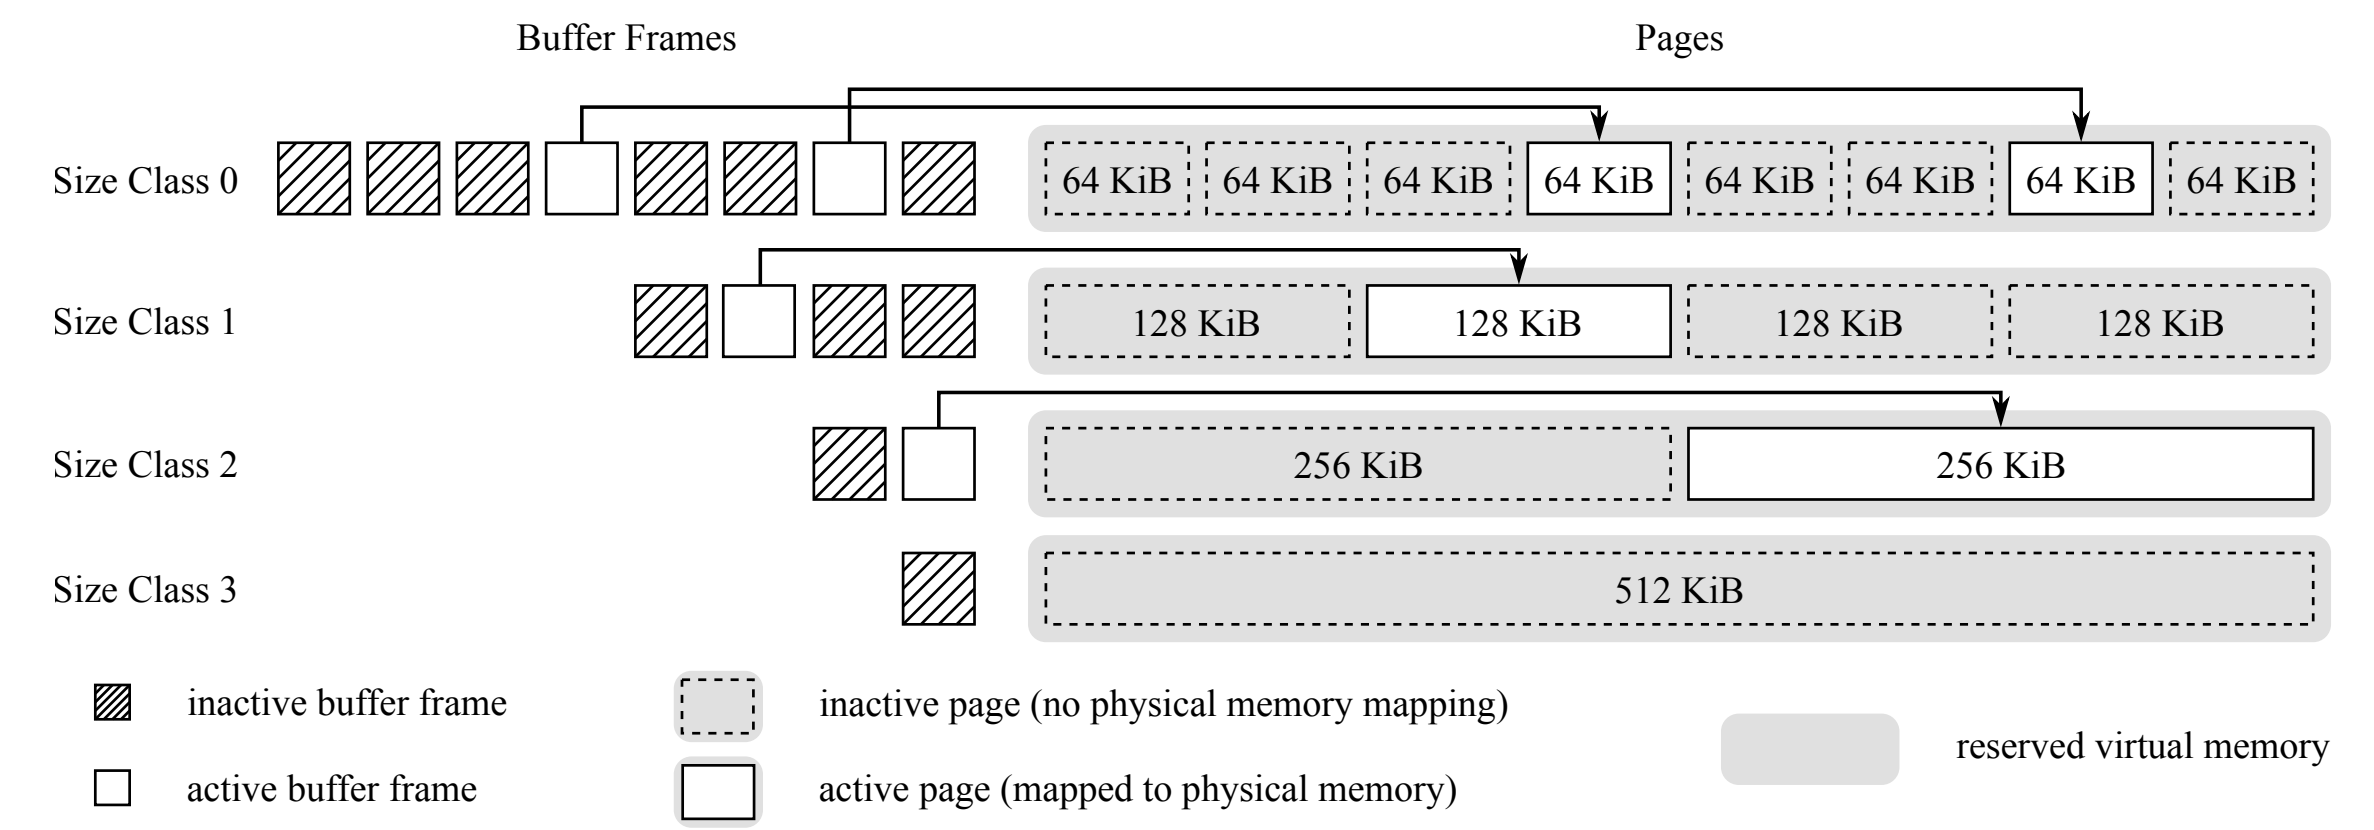 Buffer Frames
Pages
Size Class 0
64 KiB 64 KiB 64 KiB 64 KiB 64 KiB 64 KiB 64 KiB 64 KiB
Size Class 1
128 KiB 128 KiB 128 KiB 128 KiB
Size Class 2
256 KiB 256 KiB
Size Class 3
512 KiB
inactive buffer frame
active buffer frame
inactive page (no physical memory mapping)
active page (mapped to physical memory)
reserved virtual memory